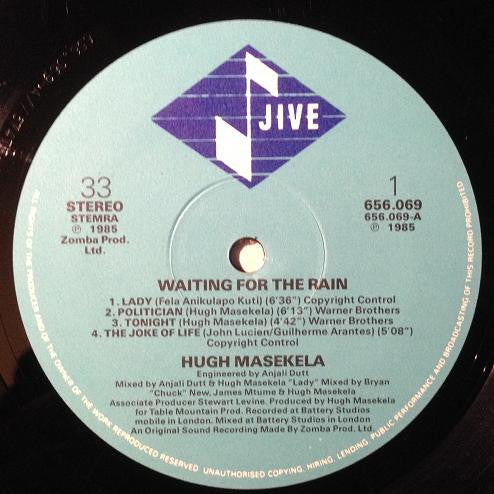 JIVE
33
STEREO
STEMRA
℗ 1985
Zomba Prod.
Ltd.
1
656.069
656.069-A
℗ 1985
WAITING FOR THE RAIN
1. LADY (Fela Anikulapo Kuti) (6'36") Copyright Control
2. POLITICIAN (Hugh Masekela) (6'13") Warner Brothers
3. TONIGHT (Hugh Masekela) (4'42") Warner Brothers
4. THE JOKE OF LIFE (John Lucien/Guilherme Arantes) (5'08")
Copyright Control
HUGH MASEKELA
Engineered by Anjali Dutt
Mixed by Anjali Dutt & Hugh Masekela "Lady" Mixed by Bryan
"Chuck" New, James Mtume & Hugh Masekela
Associate Producer Stewart Levine. Produced by Hugh Masekela
for Table Mountain Prod. Recorded at Battery Studios
mobile in London. Mixed at Battery Studios in London
An Original Sound Recording Made By Zomba Prod. Ltd.
ALL RIGHTS OF THE PRODUCER AND OF THE OWNER OF THE WORK REPRODUCED RESERVED UNAUTHORISED COPYING, HIRING, LENDING, PUBLIC PERFORMANCE AND BROADCASTING OF THIS RECORD PROHIBITED